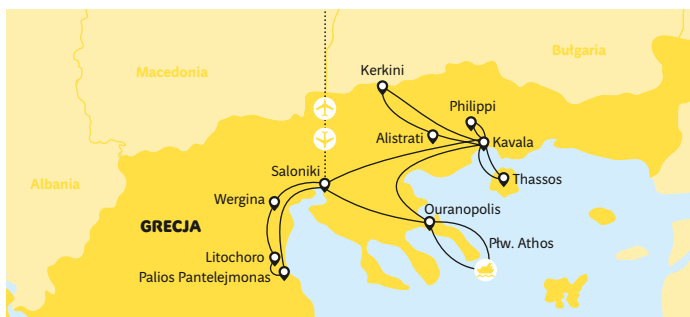 Bułgaria
Macedonia
Kerkini
Philippi
Alistrati
Kavala
Saloniki
Thassos
Albania
Wergina
Ouranopolis
GRECJA
Płw. Athos
Litochoro
Palios Pantelejmonas